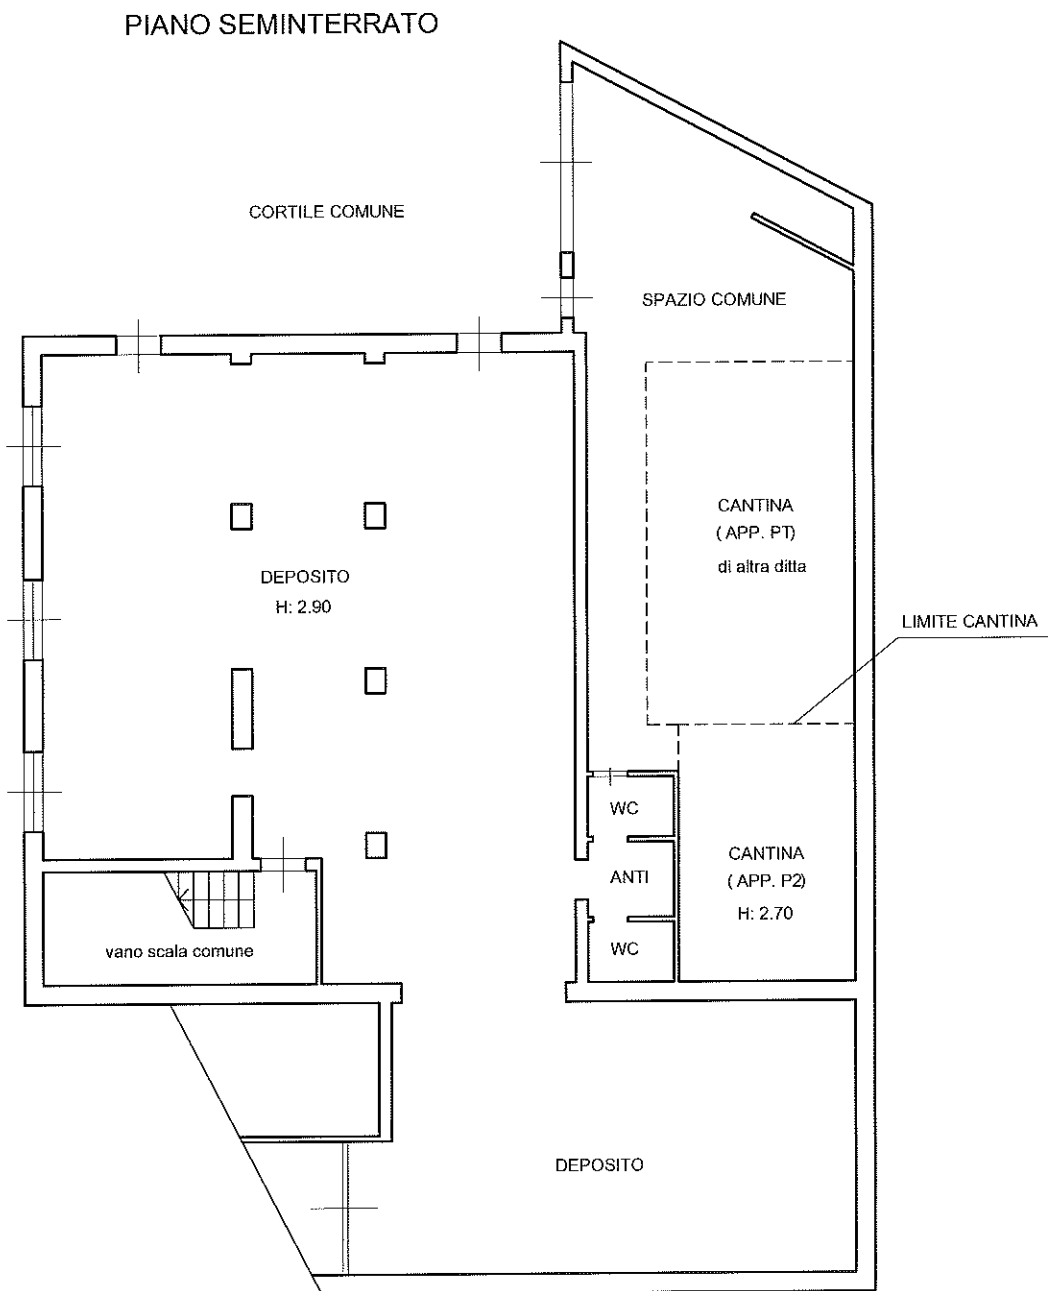 PIANO SEMINTERRATO
CORTILE COMUNE
SPAZIO COMUNE
CANTINA
( APP. PT)
di altra ditta
DEPOSITO
H: 2.90
LIMITE CANTINA
WC
ANTI
WC
CANTINA
( APP. P2)
H: 2.70
vano scala comune
DEPOSITO